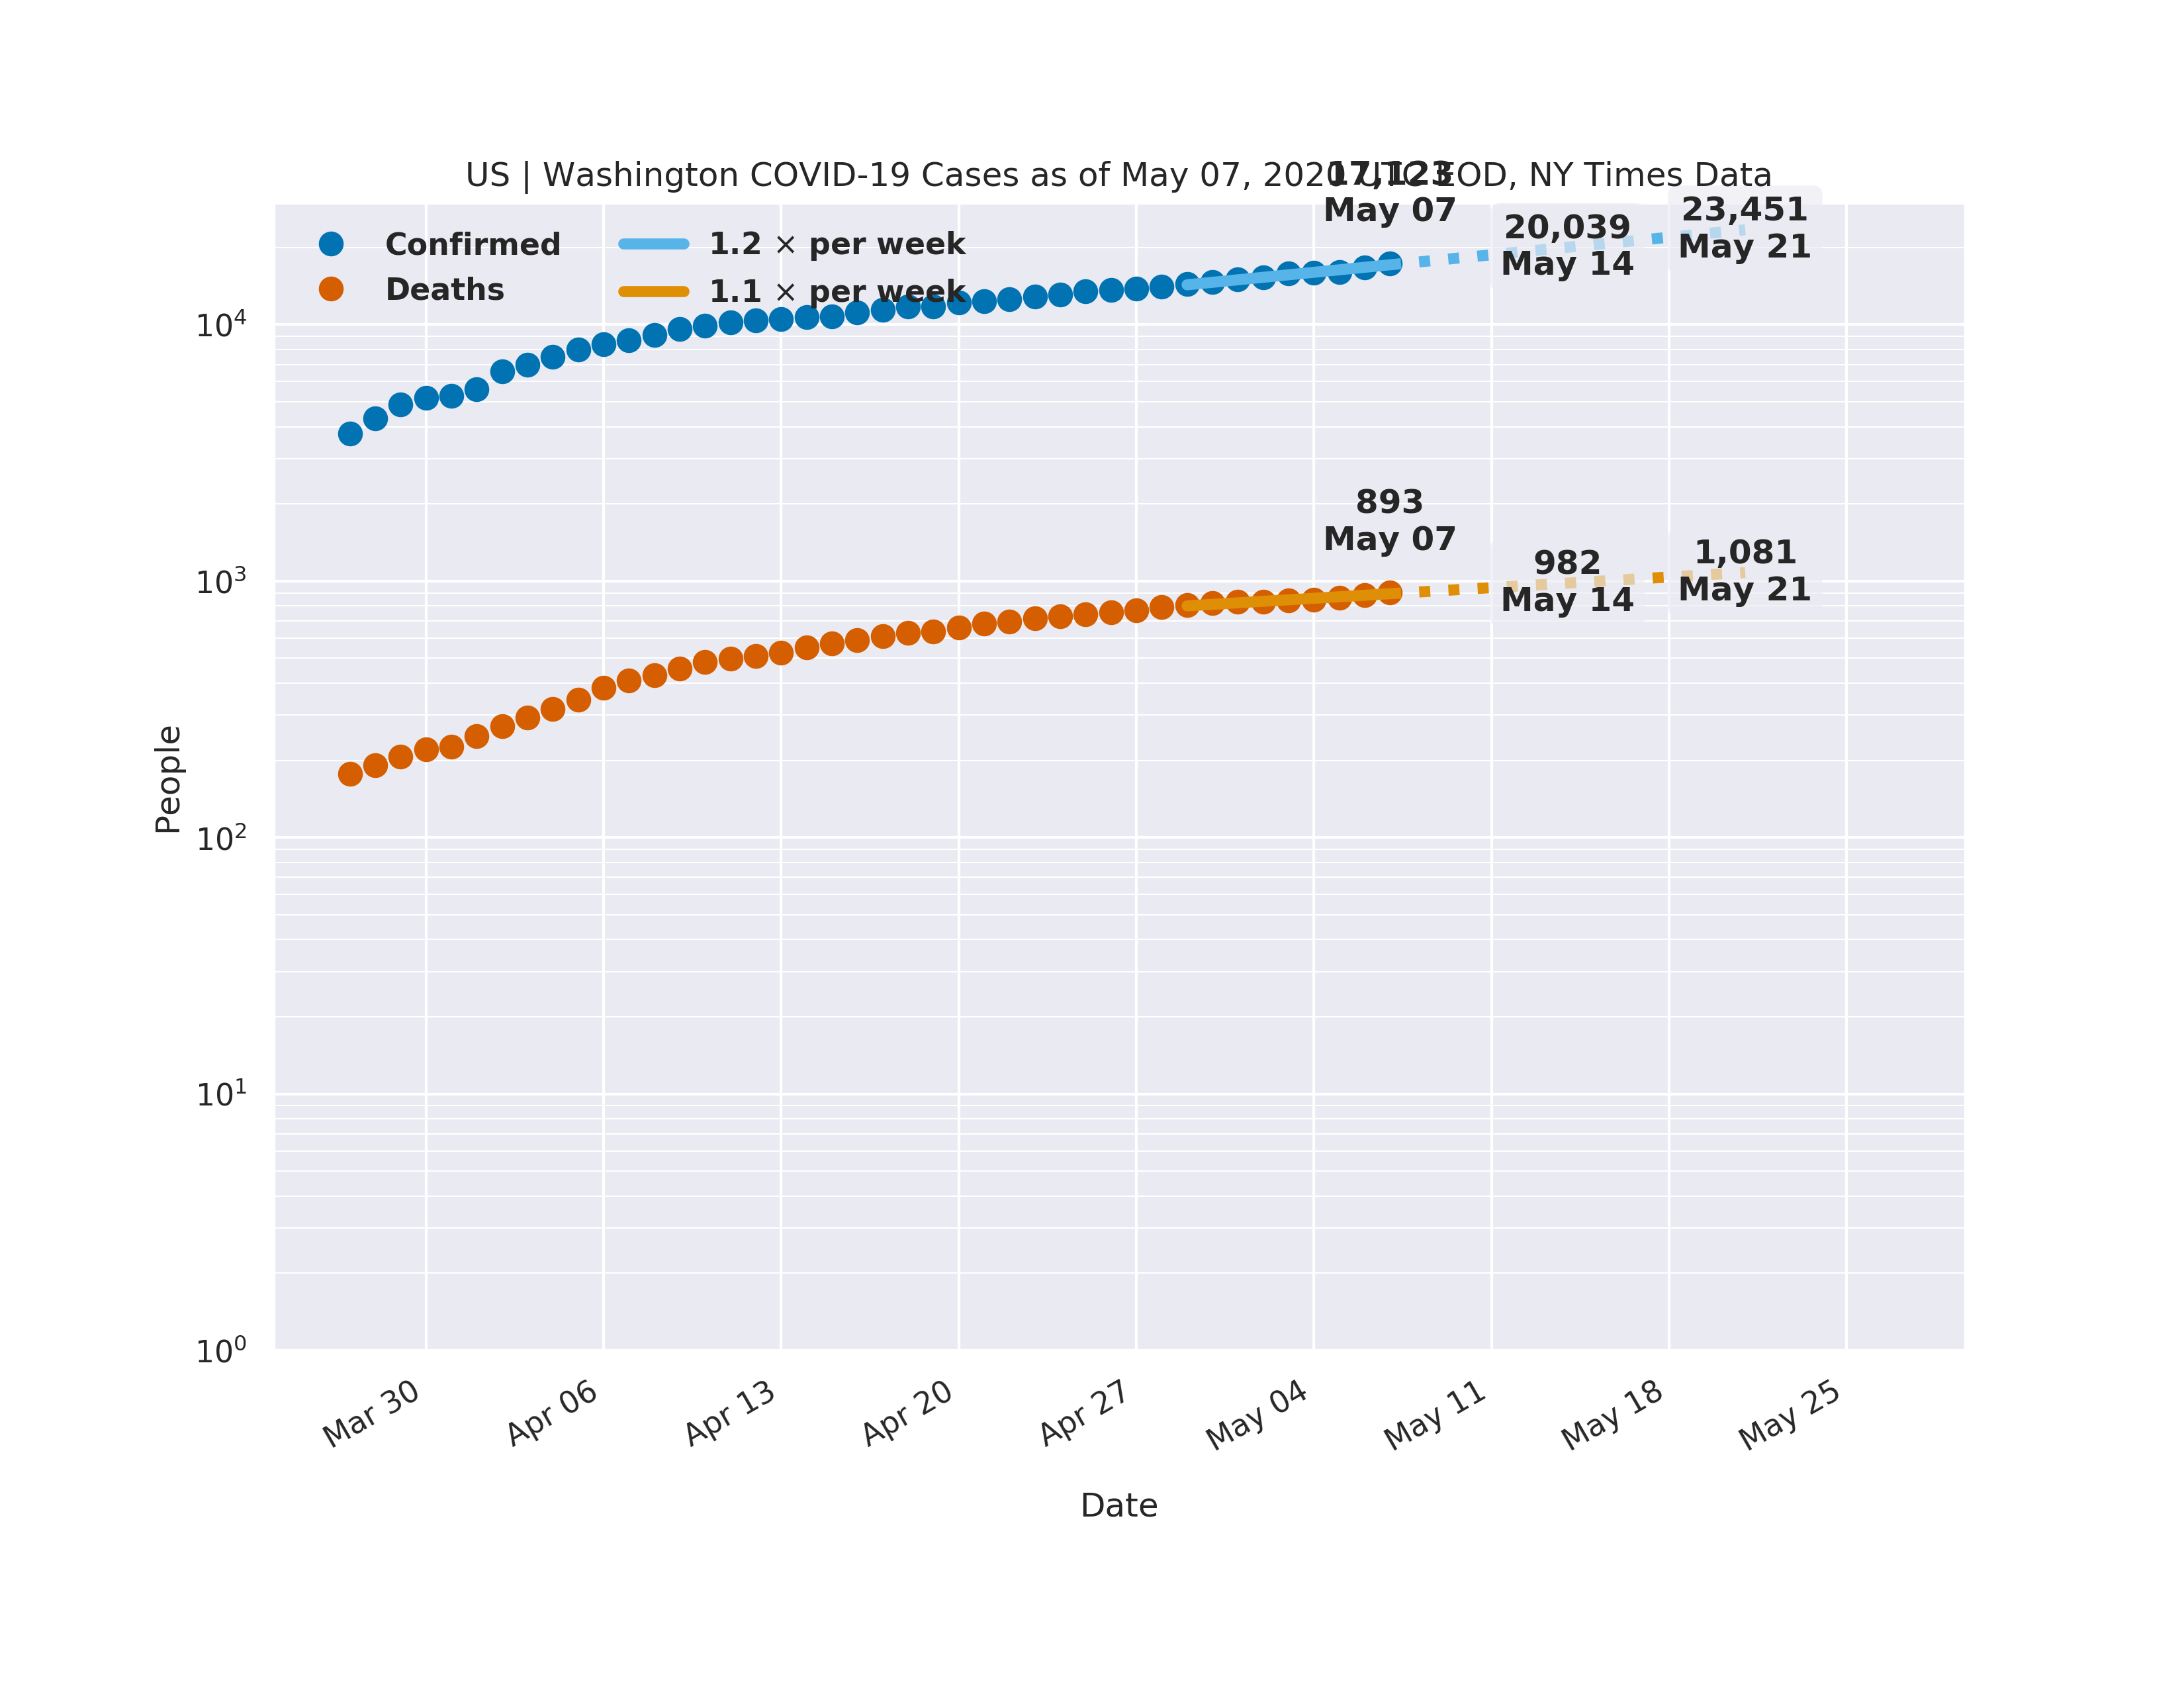 US | Washington COVID-19 Cases as of May 07, 2020 UTC EOD, NY Times Data
17,123
May 07
20,039
May 14
23,451
May 21
Confirmed
Deaths
1.2 × per week
1.1 × per week
893
May 07
982
May 14
1,081
May 21
People
10⁴
10³
10²
10¹
10⁰
Mar 30
Apr 06
Apr 13
Apr 20
Apr 27
May 04
May 11
May 18
May 25
Date